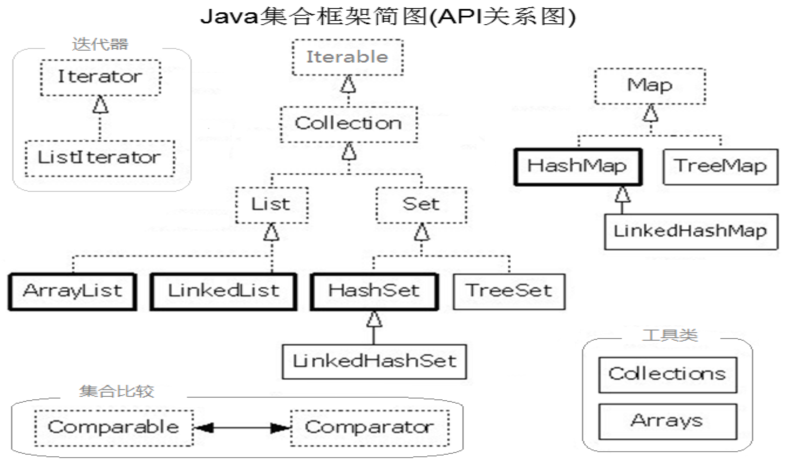 Java集合框架简图(API关系图)
迭代器
Iterator
ListIterator
Iterable
Collection
List
Set
ArrayList
LinkedList
HashSet
TreeSet
LinkedHashSet
Map
HashMap
TreeMap
LinkedHashMap
集合比较
Comparable
Comparator
工具类
Collections
Arrays